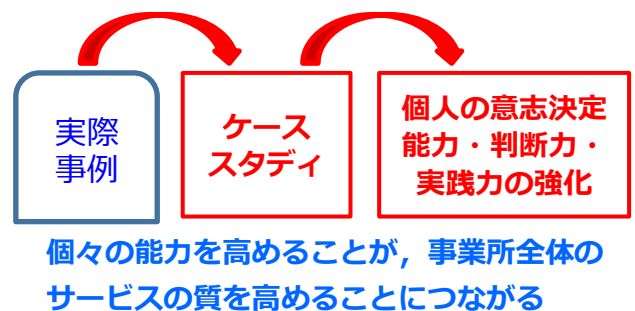 実際
事例
ケース
スタディ
個人の意志決定
能力・判断力・
実践力の強化
個々の能力を高めることが，事業所全体の
サービスの質を高めることにつながる